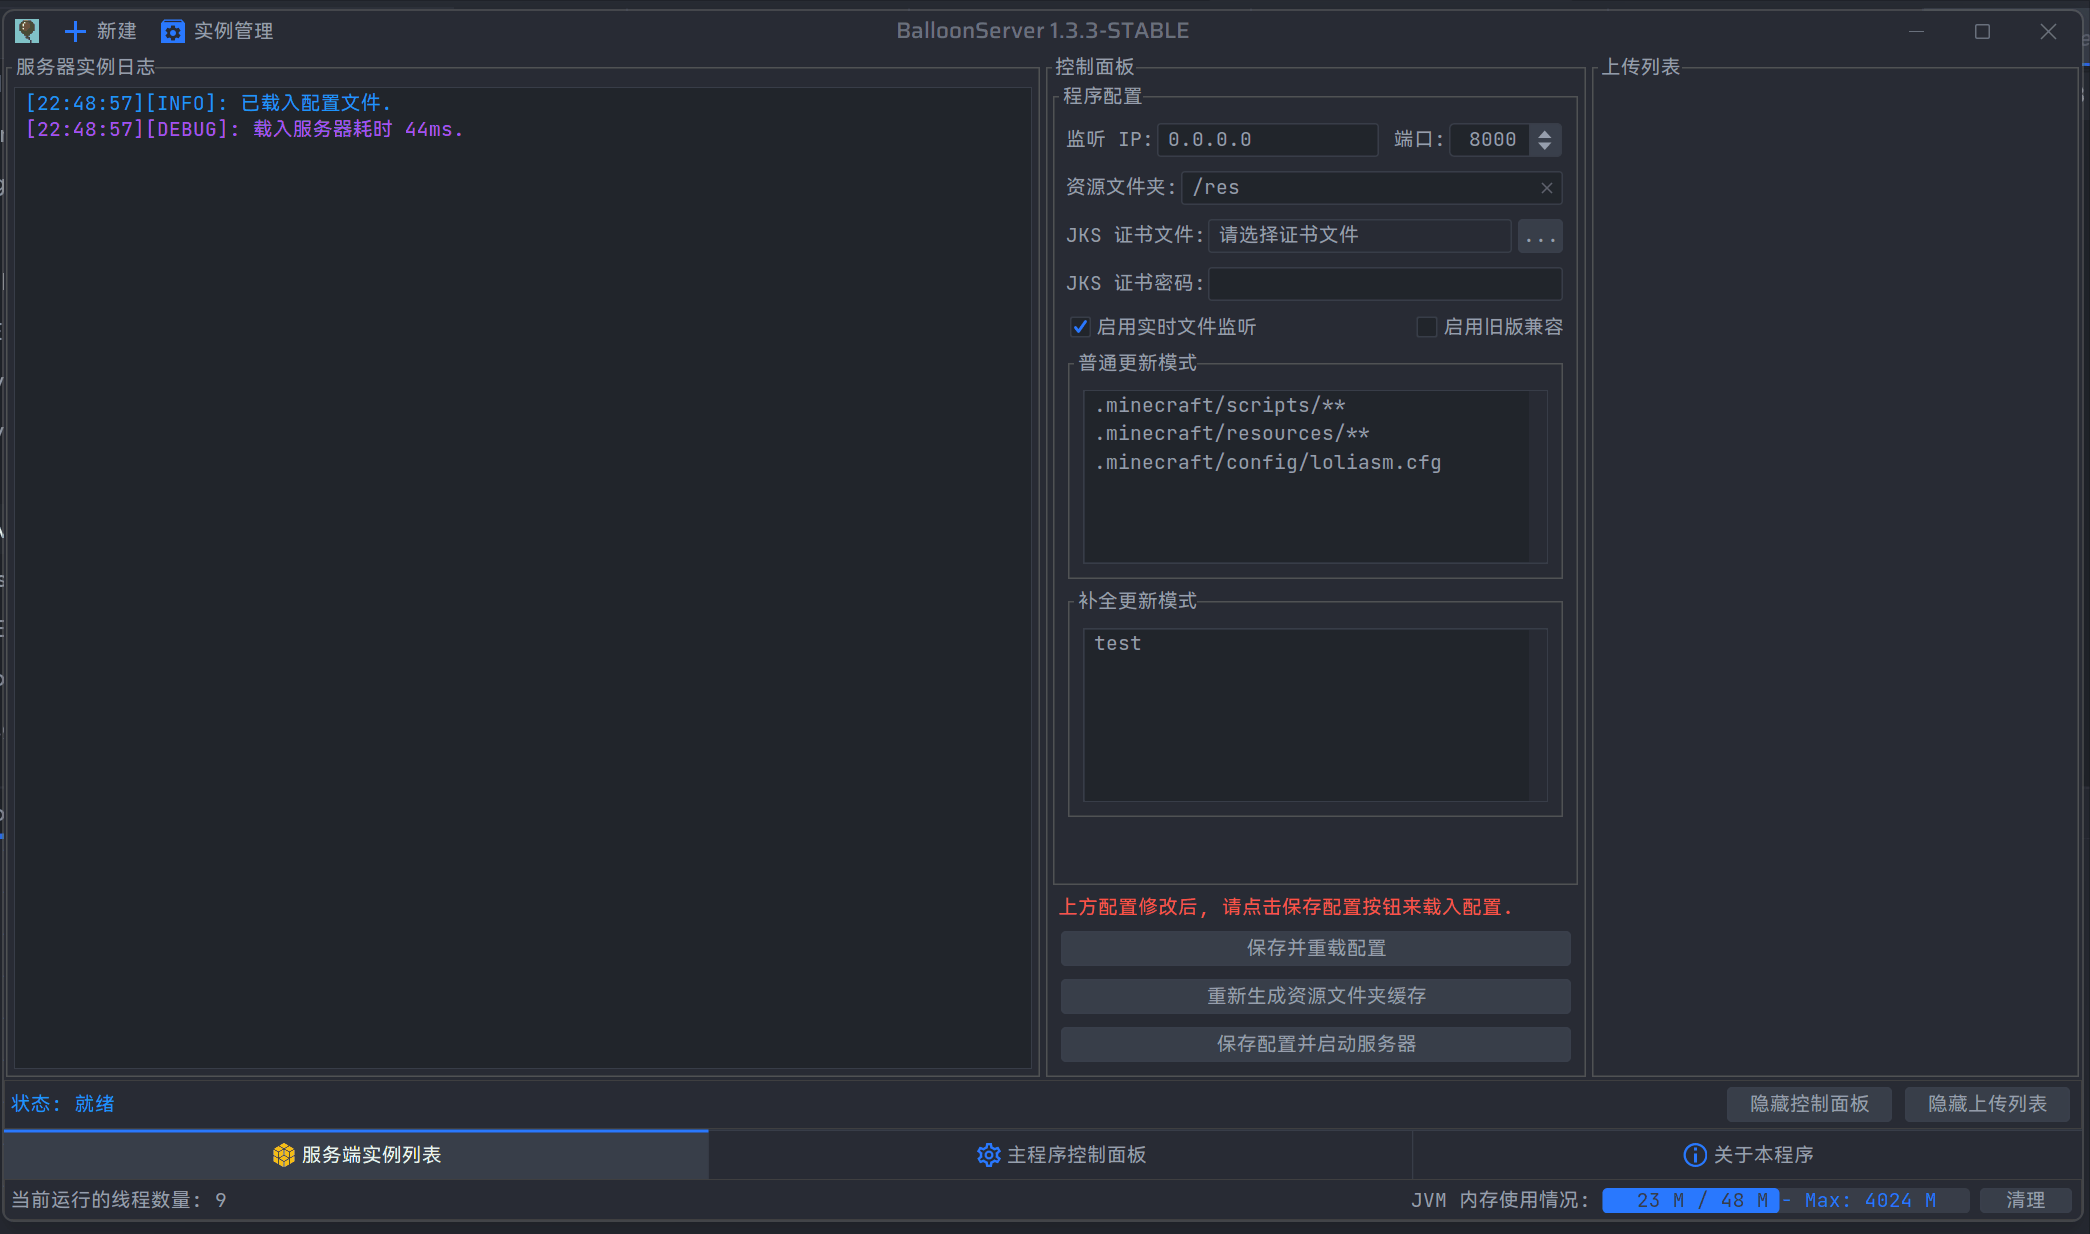 新建 实例管理 BalloonServer 1.3.3-STABLE
服务器实例日志
[22:48:57][INFO]: 已载入配置文件.
[22:48:57][DEBUG]: 载入服务器耗时 44ms.
控制面板
程序配置
监听 IP: 0.0.0.0 端口: 8000
资源文件夹: /res
JKS 证书文件: 请选择证书文件 ...
JKS 证书密码:
启用实时文件监听 启用旧版兼容
普通更新模式
.minecraft/scripts/**
.minecraft/resources/**
.minecraft/config/loliasm.cfg
补全更新模式
test
上方配置修改后, 请点击保存配置按钮来载入配置.
保存并重载配置
重新生成资源文件夹缓存
保存配置并启动服务器
上传列表
状态: 就绪 隐藏控制面板 隐藏上传列表
服务端实例列表 主程序控制面板 关于本程序
当前运行的线程数量: 9 JVM 内存使用情况: 23 M / 48 M - Max: 4024 M 清理